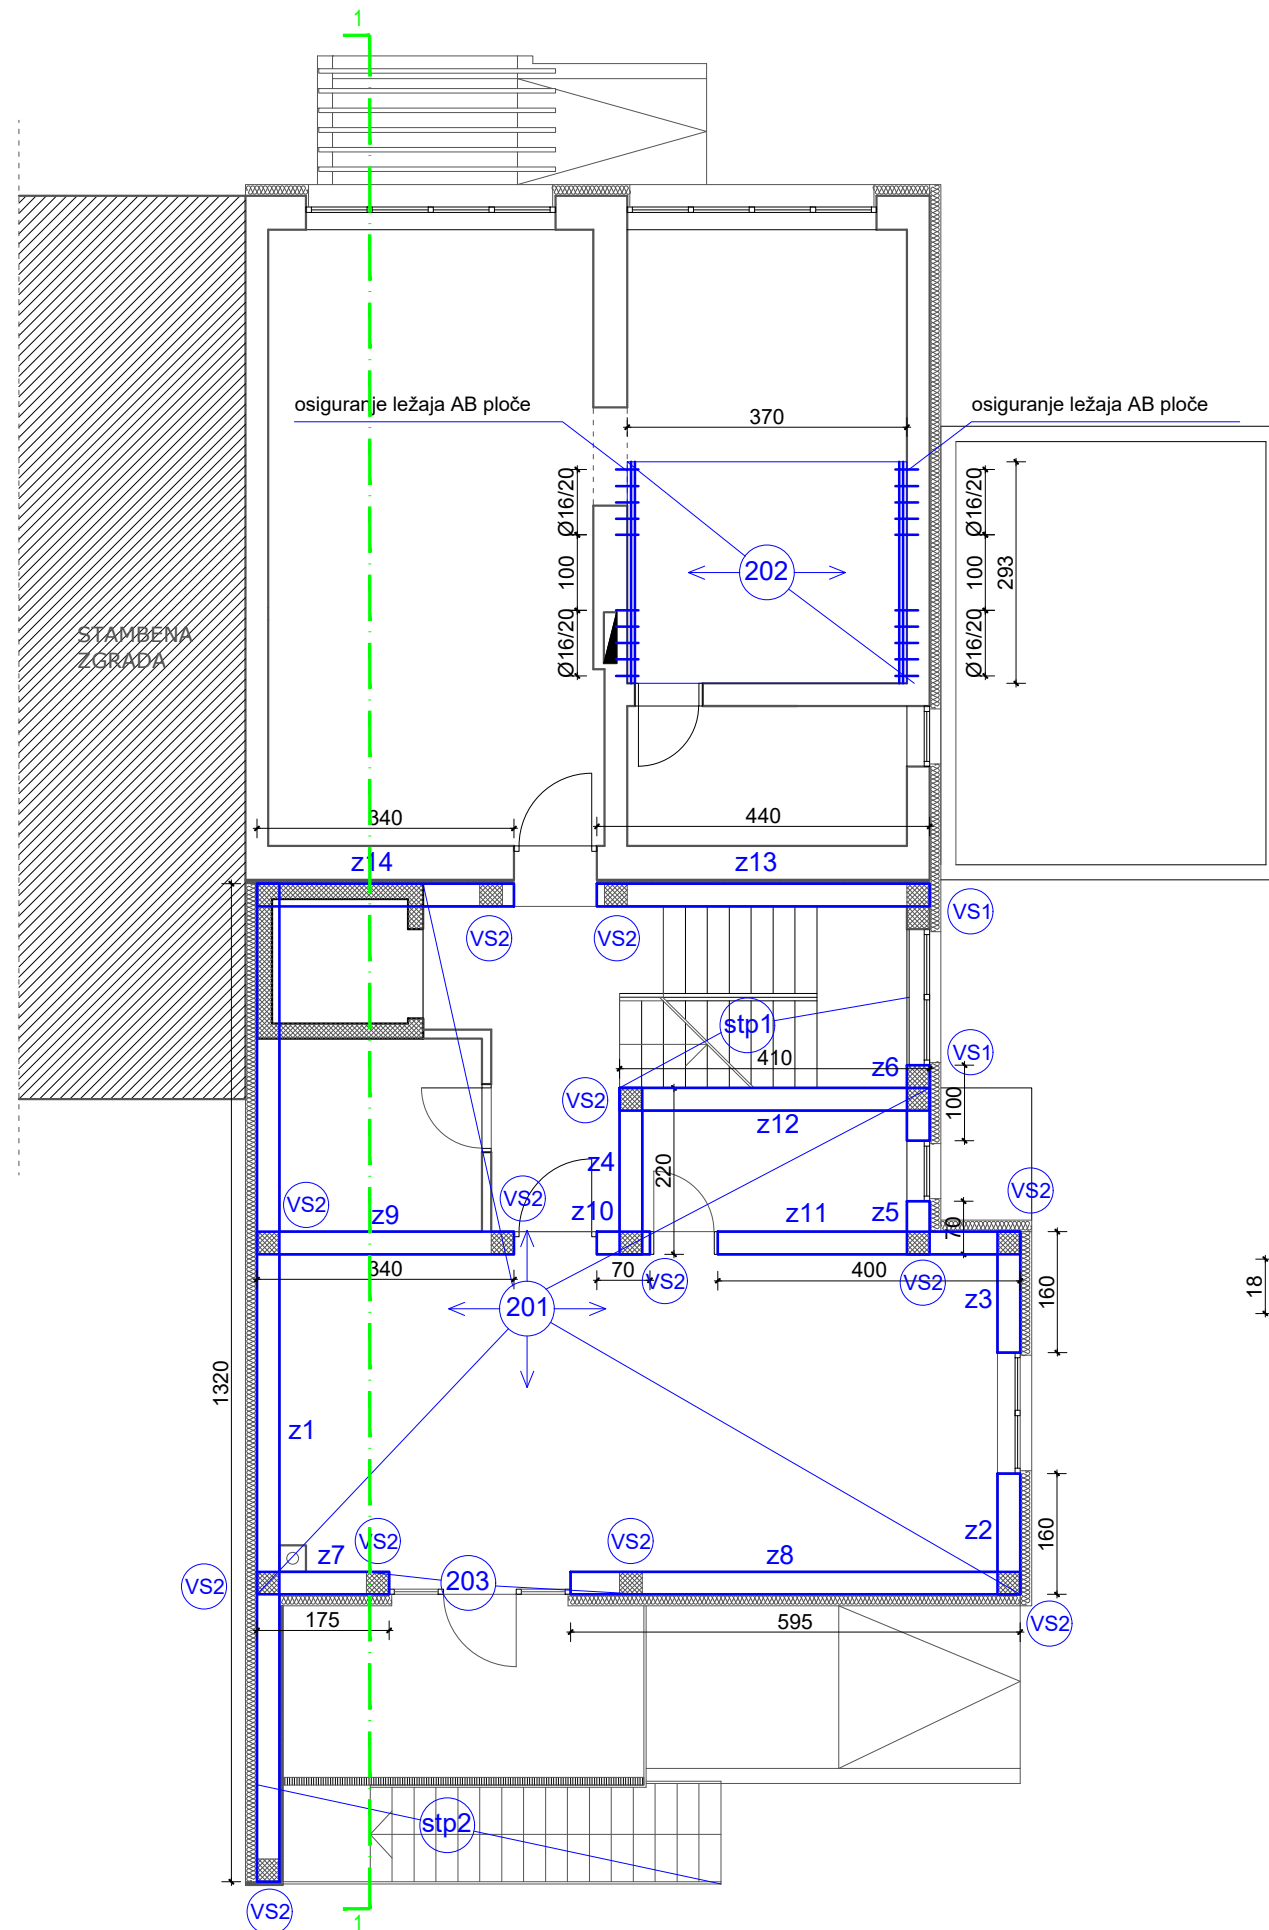 1
osiguranje ležaja AB ploče
osiguranje ležaja AB ploče
370
Ø16/20
100
Ø16/20
Ø16/20
100
Ø16/20
293
202
STAMBENA
ZGRADA
340
440
z14
z13
VS2
VS2
VS1
stp1
410
z6
VS1
VS2
100
z12
z4
220
VS2
VS2
z9
z10
z11
z5
70
VS2
340
70
VS2
400
VS2
z3
160
18
201
1320
z1
z2
160
VS2
VS2
z7
z8
203
VS2
175
595
VS2
stp2
VS2
1